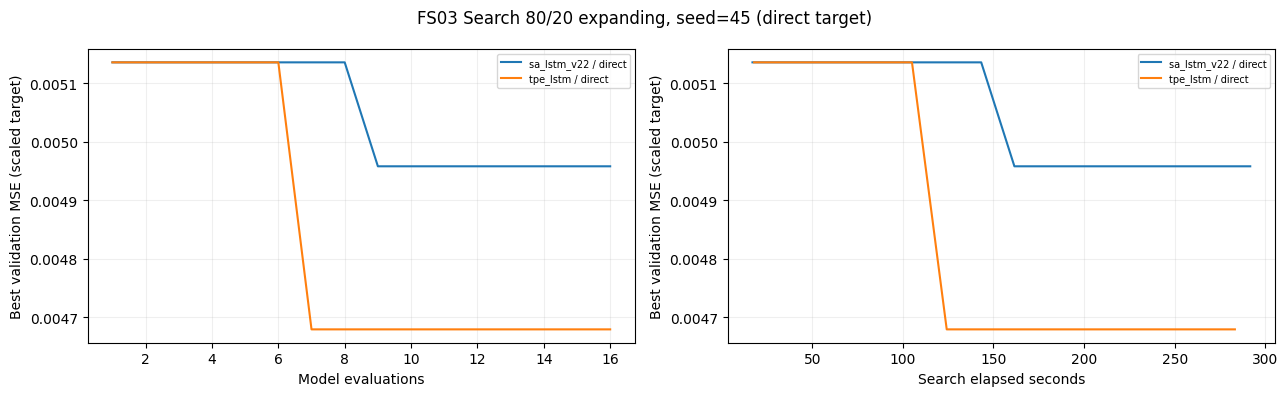 FS03 Search 80/20 expanding, seed=45 (direct target)
Best validation MSE (scaled target)
0.0051
0.0050
0.0049
0.0048
0.0047
sa_lstm_v22 / direct
tpe_lstm / direct
2 4 6 8 10 12 14 16
Model evaluations
Best validation MSE (scaled target)
0.0051
0.0050
0.0049
0.0048
0.0047
sa_lstm_v22 / direct
tpe_lstm / direct
50 100 150 200 250 300
Search elapsed seconds